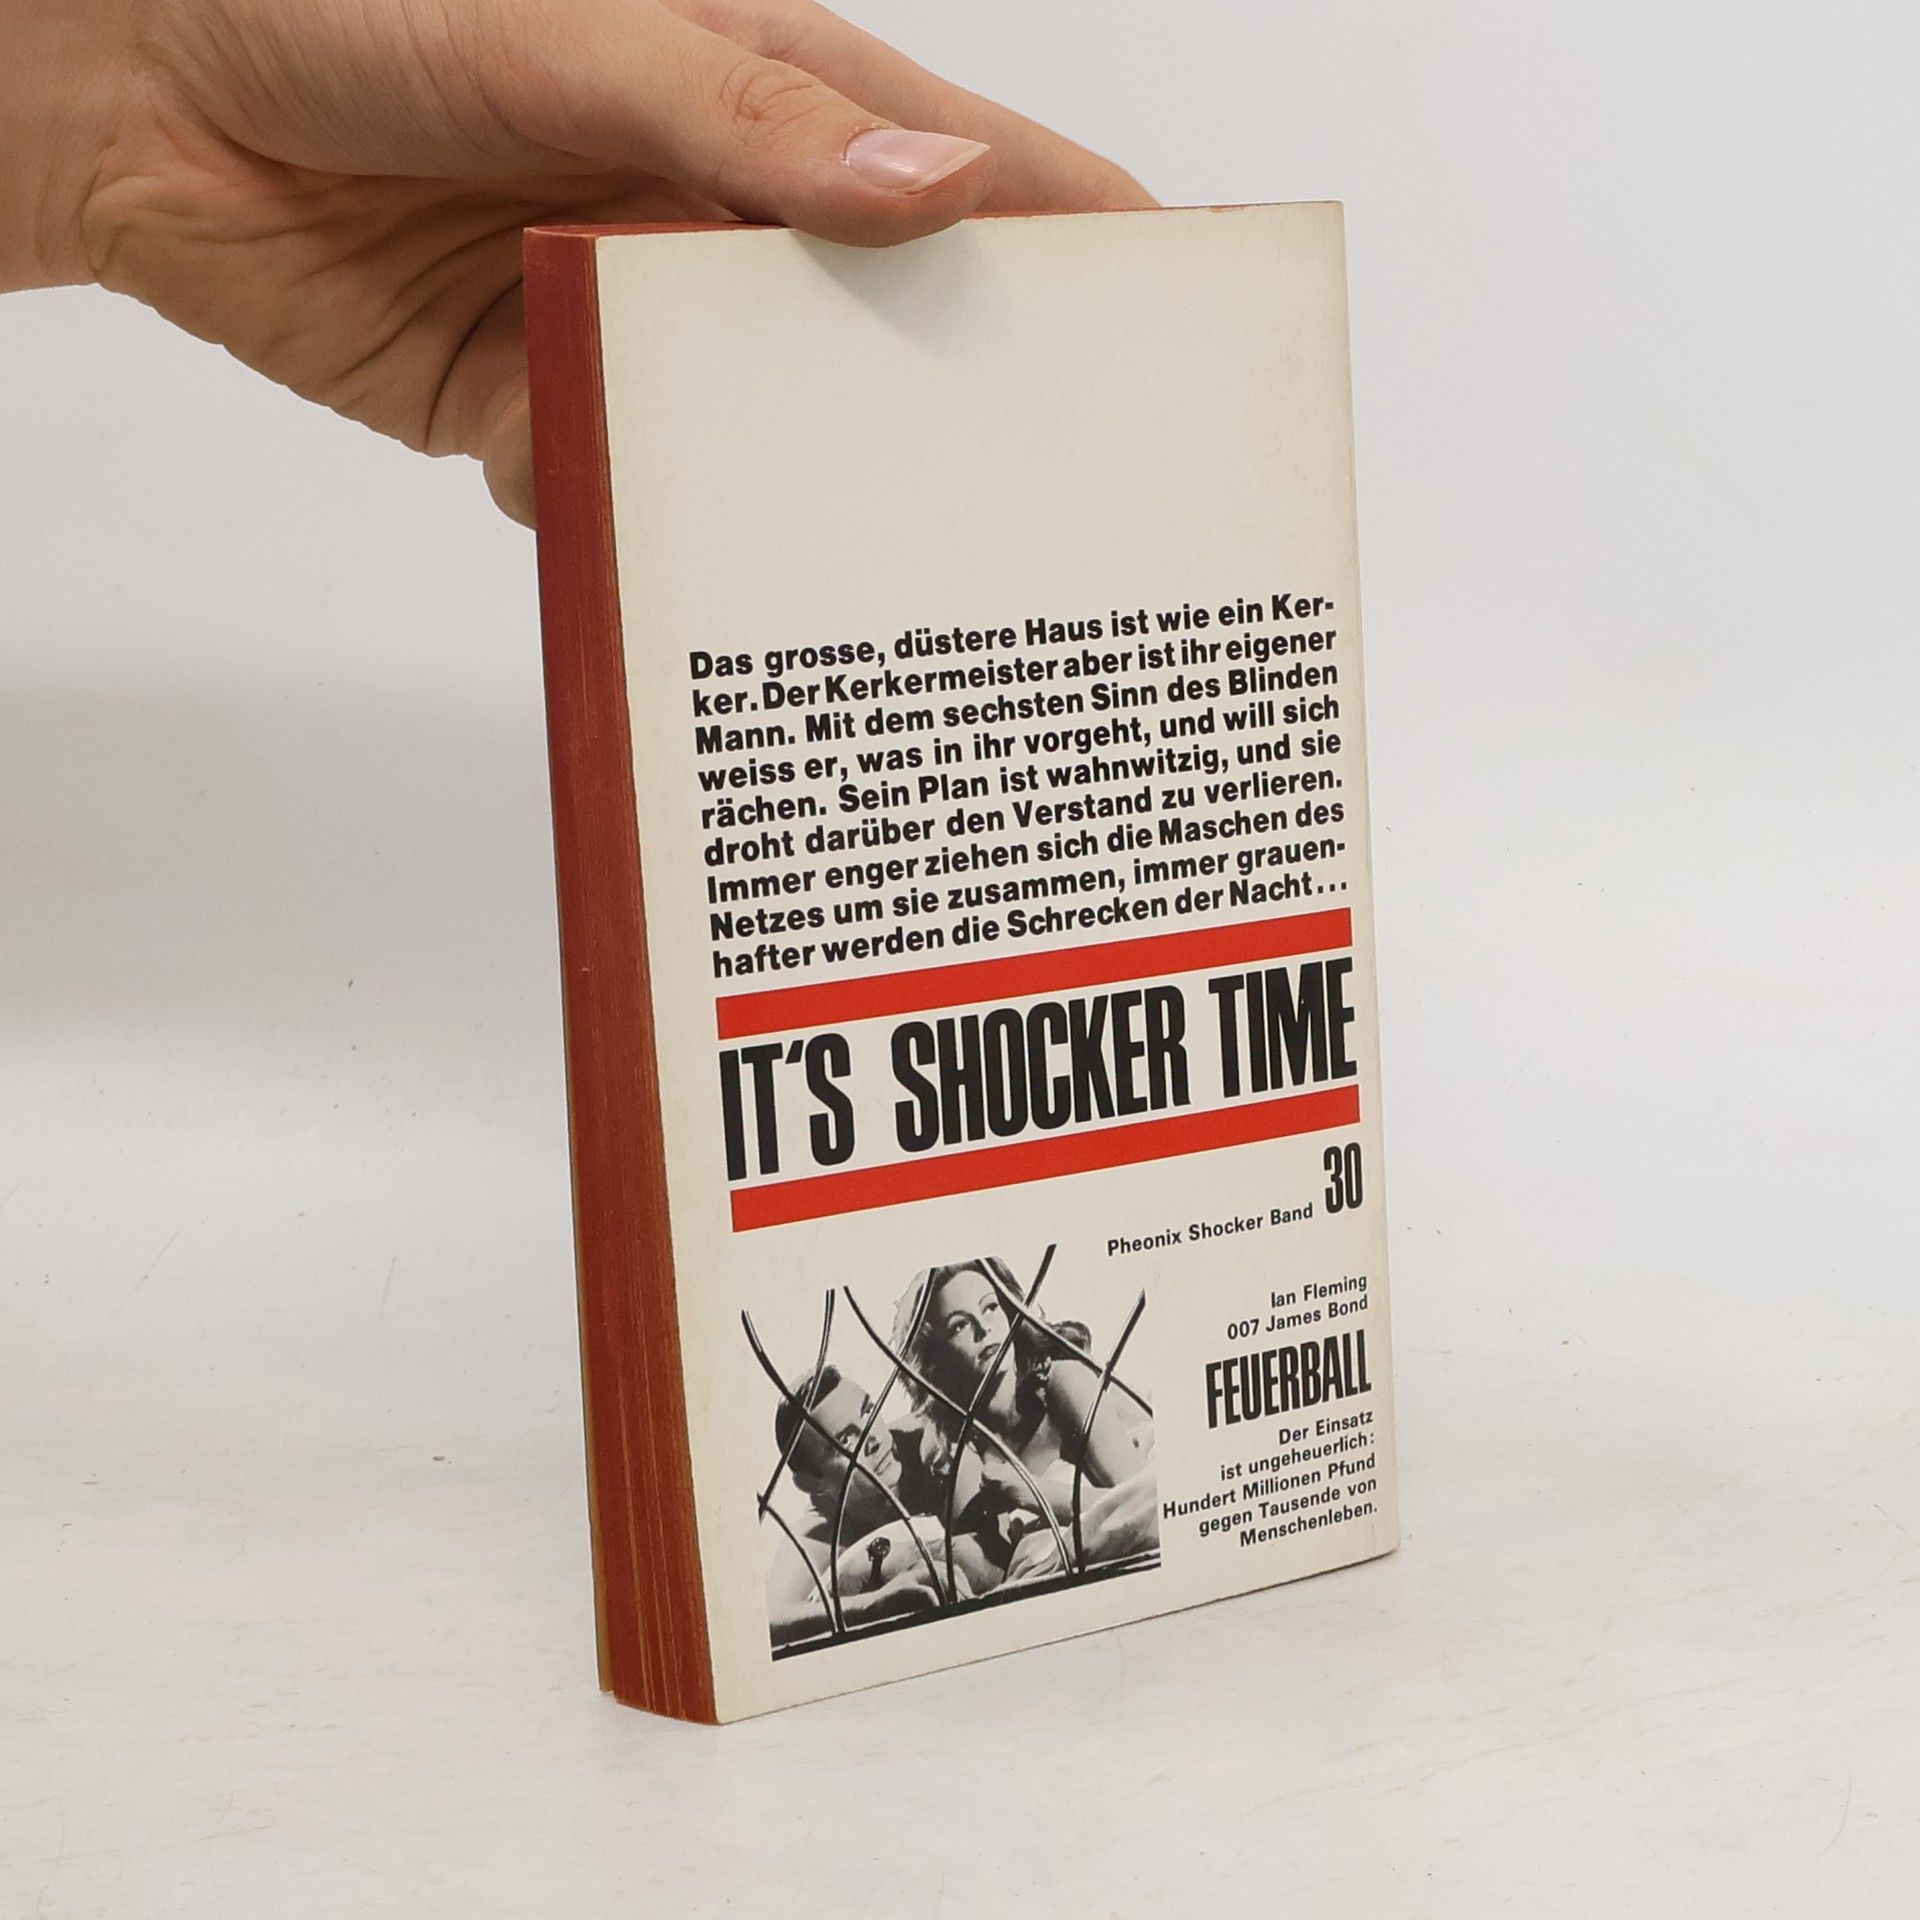 Das grosse, düstere Haus ist wie ein Ker-
ker. Der Kerkermeister aber ist ihr eigener
Mann. Mit dem sechsten Sinn des Blinden
weiss er, was in ihr vorgeht, und will sich
rächen. Sein Plan ist wahnwitzig, und sie
droht darüber den Verstand zu verlieren.
Immer enger ziehen sich die Maschen des
Netzes um sie zusammen, immer grauen-
hafter werden die Schrecken der Nacht...
IT'S SHOCKER TIME
Pheonix Shocker Band 30
Ian Fleming
007 James Bond
FEUERBALL
Der Einsatz
ist ungeheuerlich:
Hundert Millionen Pfund
gegen Tausende von
Menschenleben.